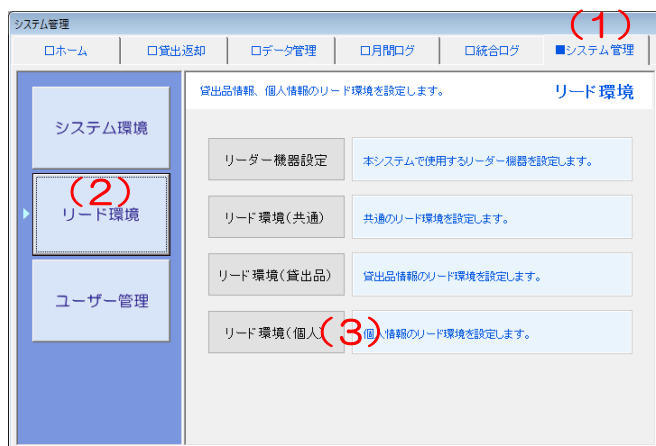 システム管理
(1)
□ホーム
□貸出返却
□データ管理
□月間ログ
□統合ログ
■システム管理
システム環境
(2)
リード環境
ユーザー管理
貸出品情報、個人情報のリード環境を設定します。
リード環境
リーダー機器設定
本システムで使用するリーダー機器を設定します。
リード環境(共通)
共通のリード環境を設定します。
リード環境(貸出品)
貸出品情報のリード環境を設定します。
リード環境(個人)
(3)
個人情報のリード環境を設定します。